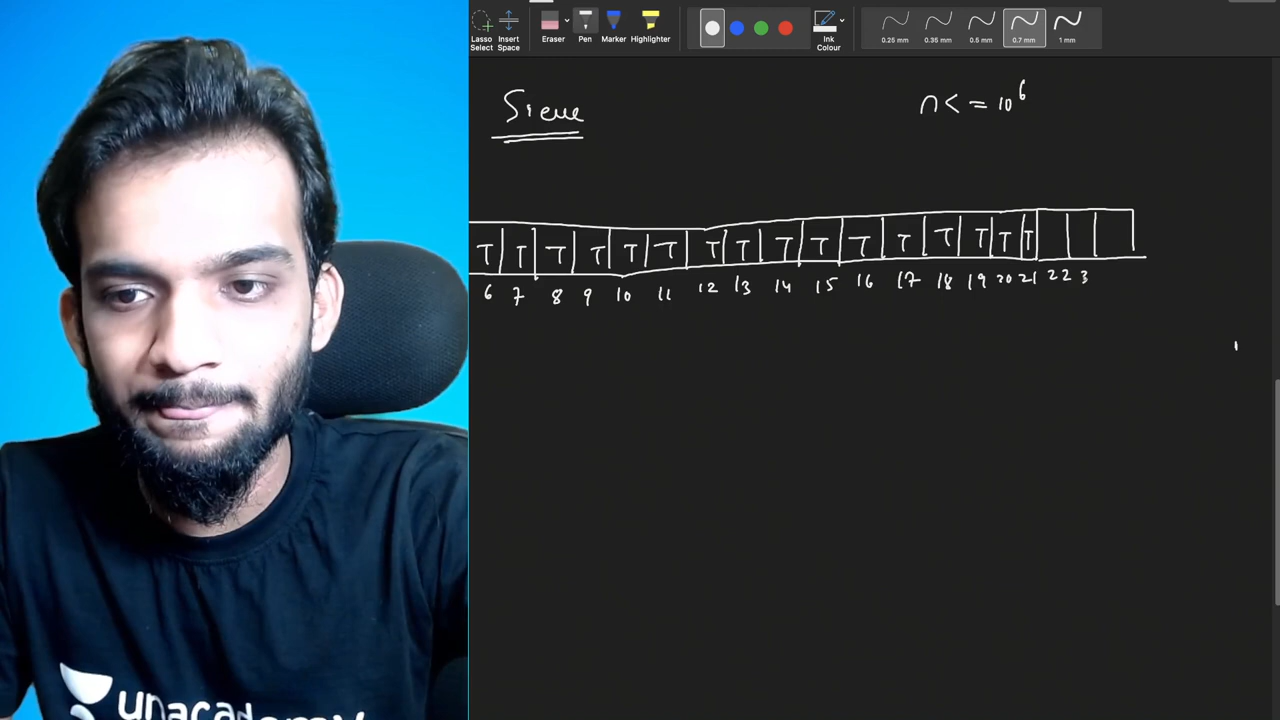 Lasso Select
Insert Space
Eraser
Pen
Marker
Highlighter
Ink Colour
0.25 mm
0.35 mm
0.5 mm
0.7 mm
1 mm
Sieve
n <= 10^6
T T T T T T T T T T T T T T T T
6 7 8 9 10 11 12 13 14 15 16 17 18 19 20 21 22 3
unacademy